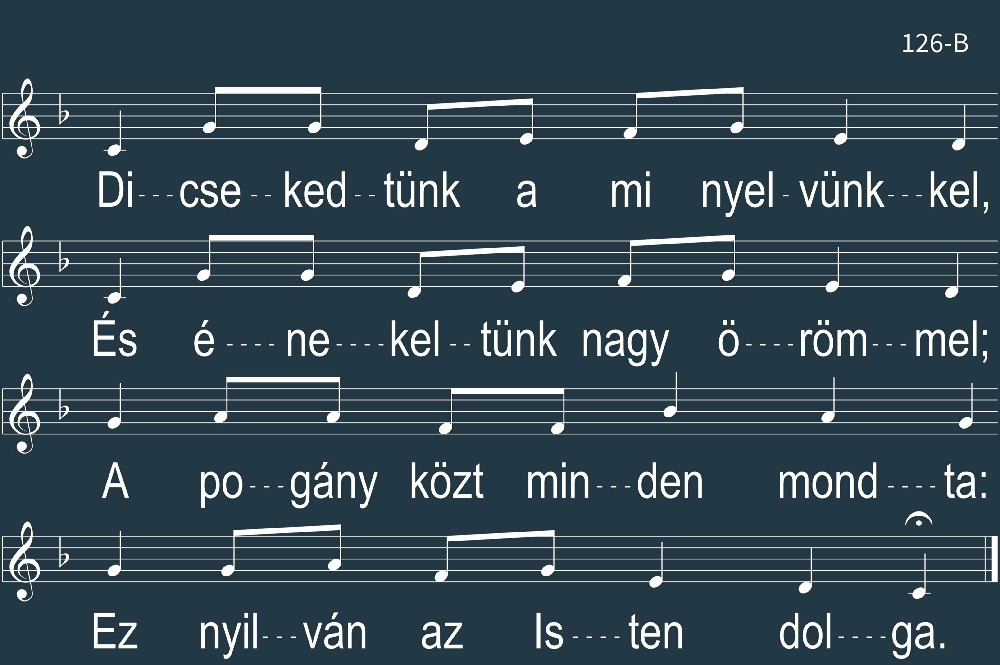 126-B
Di---cse--ked--tünk a mi nyel-vünk---kel,
És é----ne----kel--tünk nagy ö----röm---mel;
A po---gány közt min---den mond----ta:
Ez nyil---ván az Is----ten dol----ga.